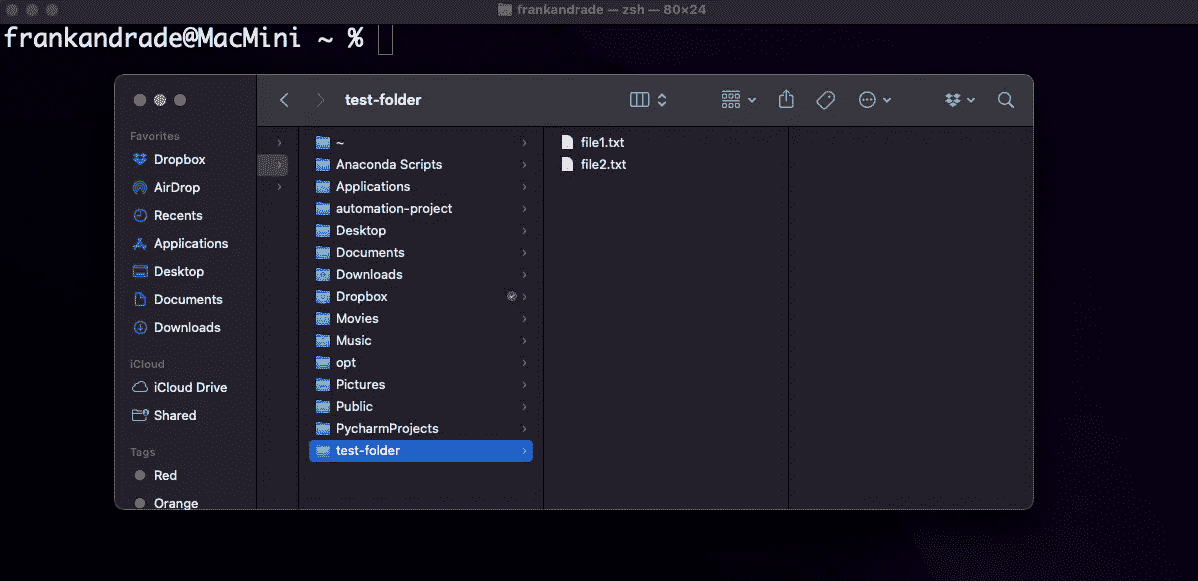 frankandrade — zsh — 80×24
frankandrade@MacMini ~ %
test-folder
Favorites
Dropbox
AirDrop
Recents
Applications
Desktop
Documents
Downloads
iCloud
iCloud Drive
Shared
Tags
Red
Orange
~
Anaconda Scripts
Applications
automation-project
Desktop
Documents
Downloads
Dropbox
Movies
Music
opt
Pictures
Public
PycharmProjects
test-folder
file1.txt
file2.txt